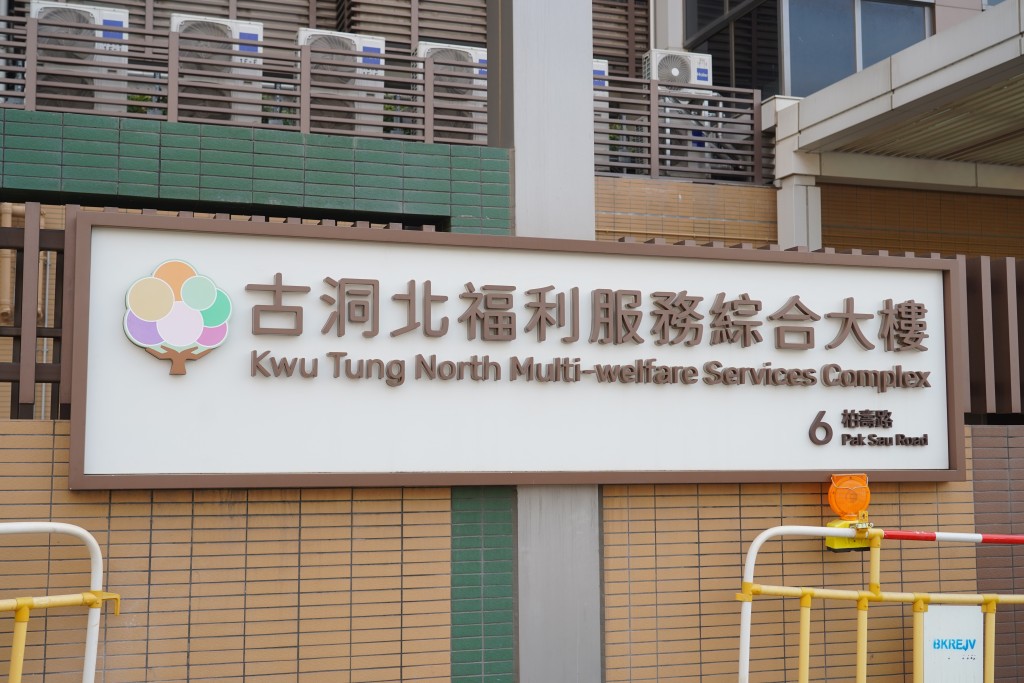 古洞北福利服務綜合大樓
Kwu Tung North Multi-welfare Services Complex
6 柏壽路
Pak Sau Road
BKREJV